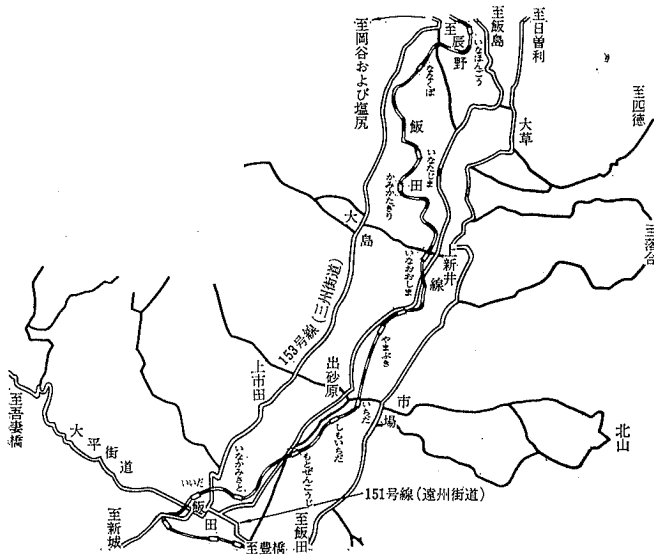 至岡谷および塩尻
至辰野
至飯島
至日曽利
いなほんごう
ななくぼ
大草
至四徳
飯田線
いなたじま
かみかたぎり
大島
上新井
至落合
いなおおしま
153号線(三州街道)
やまぶき
出砂原
上市田
市場
いちだ
しもいちだ
北山
至吾妻橋
大平街道
いなかみさと
もとぜんこうじ
いいだ
飯田
151号線(遠州街道)
至新城
至豊橋
至飯田